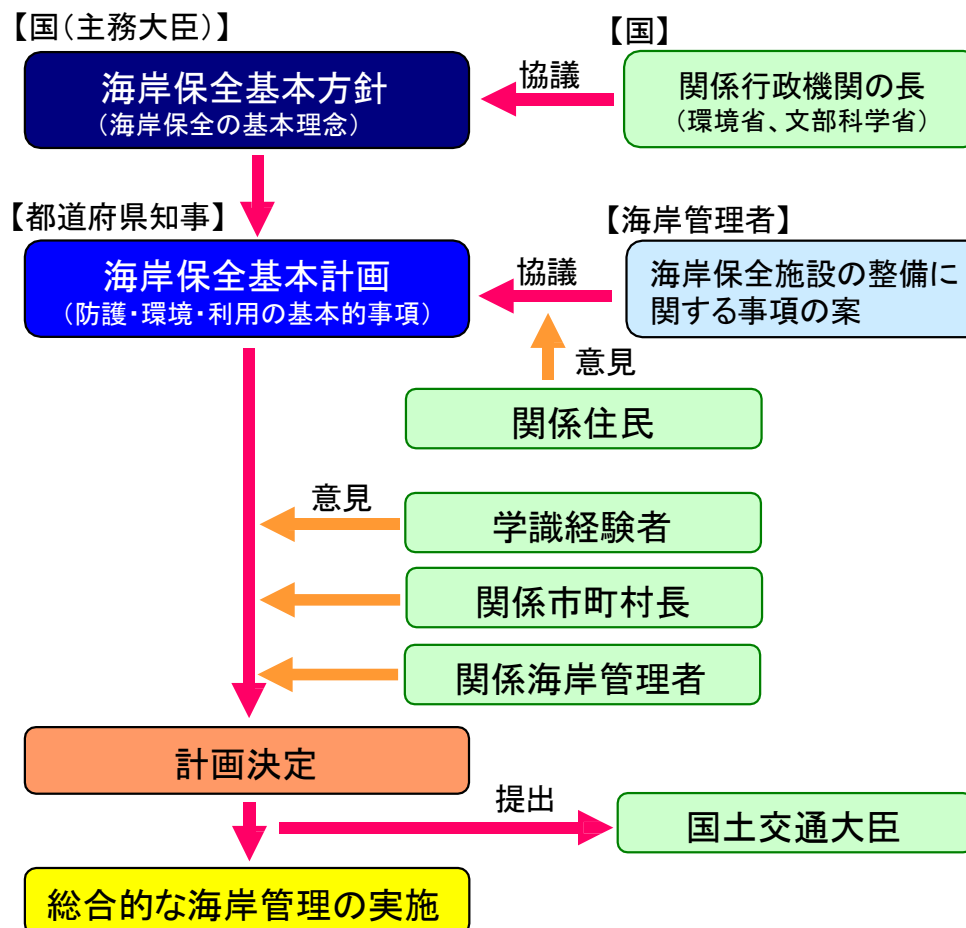 【国(主務大臣)】
【国】
海岸保全基本方針
(海岸保全の基本理念)
協議
関係行政機関の長
(環境省、文部科学省)
【都道府県知事】
【海岸管理者】
海岸保全基本計画
(防護・環境・利用の基本的事項)
協議
海岸保全施設の整備に
関する事項の案
意見
関係住民
意見
学識経験者
関係市町村長
関係海岸管理者
計画決定
提出
国土交通大臣
総合的な海岸管理の実施